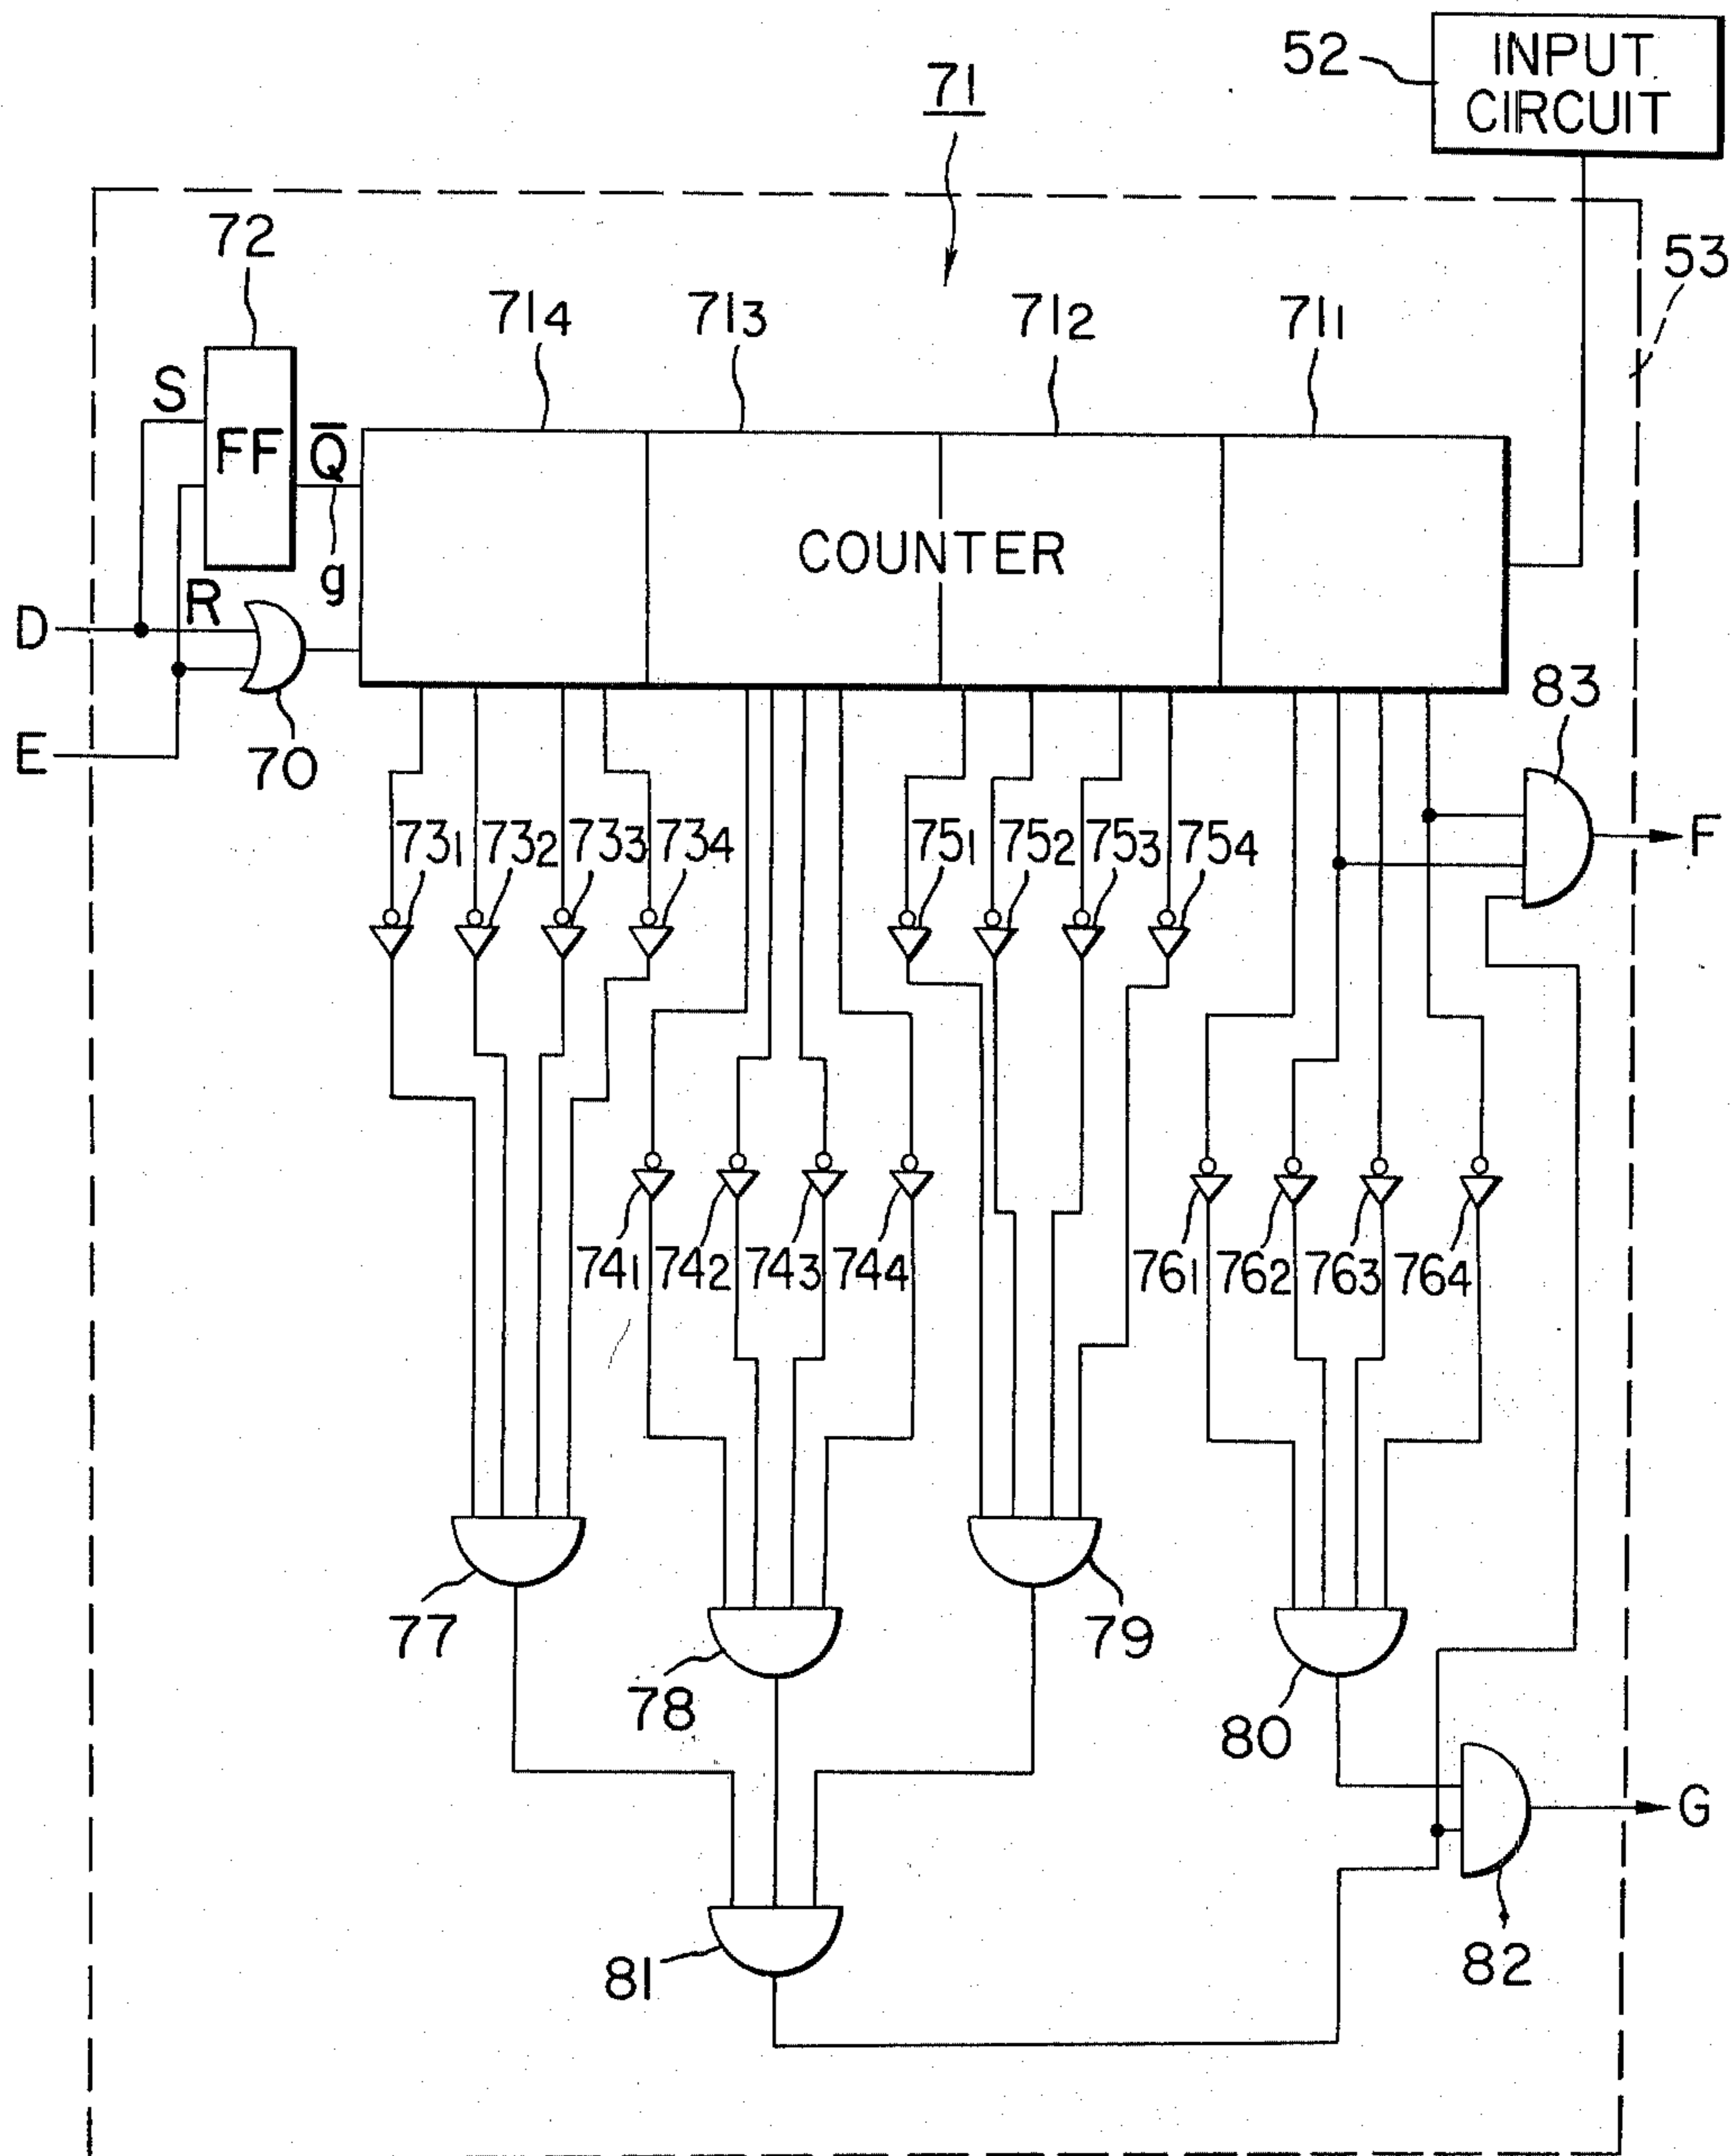 52
INPUT
CIRCUIT
71
53
72
71₄
71₃
71₂
71₁
S
FF
Q̅
g
R
COUNTER
D
E
70
83
F
73₁
73₂
73₃
73₄
75₁
75₂
75₃
75₄
74₁
74₂
74₃
74₄
76₁
76₂
76₃
76₄
77
78
79
80
G
81
82